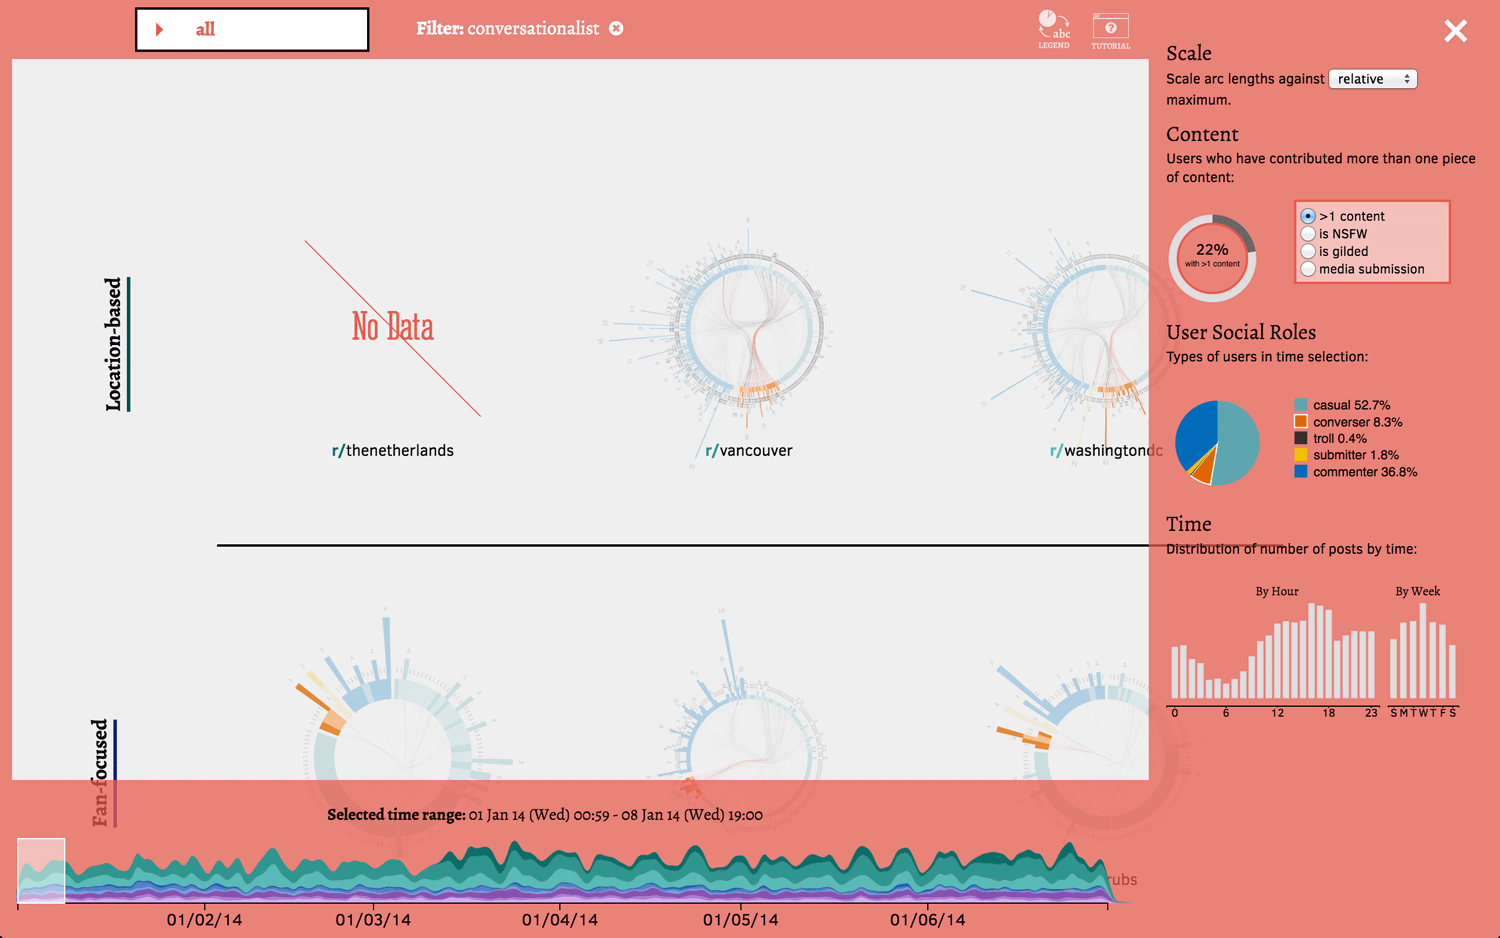 all
Filter: conversationalist
abc
LEGEND
?
TUTORIAL
Scale
Scale arc lengths against relative
maximum.
Content
Users who have contributed more than one piece
of content:
22%
with >1 content
>1 content
is NSFW
is gilded
media submission
User Social Roles
Types of users in time selection:
casual 52.7%
converser 8.3%
troll 0.4%
submitter 1.8%
commenter 36.8%
Time
Distribution of number of posts by time:
By Hour
By Week
0 6 12 18 23
S M T W T F S
Location-based
No Data
r/thenetherlands
r/vancouver
r/washingtondc
Fan-focused
Selected time range: 01 Jan 14 (Wed) 00:59 - 08 Jan 14 (Wed) 19:00
rubs
01/02/14 01/03/14 01/04/14 01/05/14 01/06/14